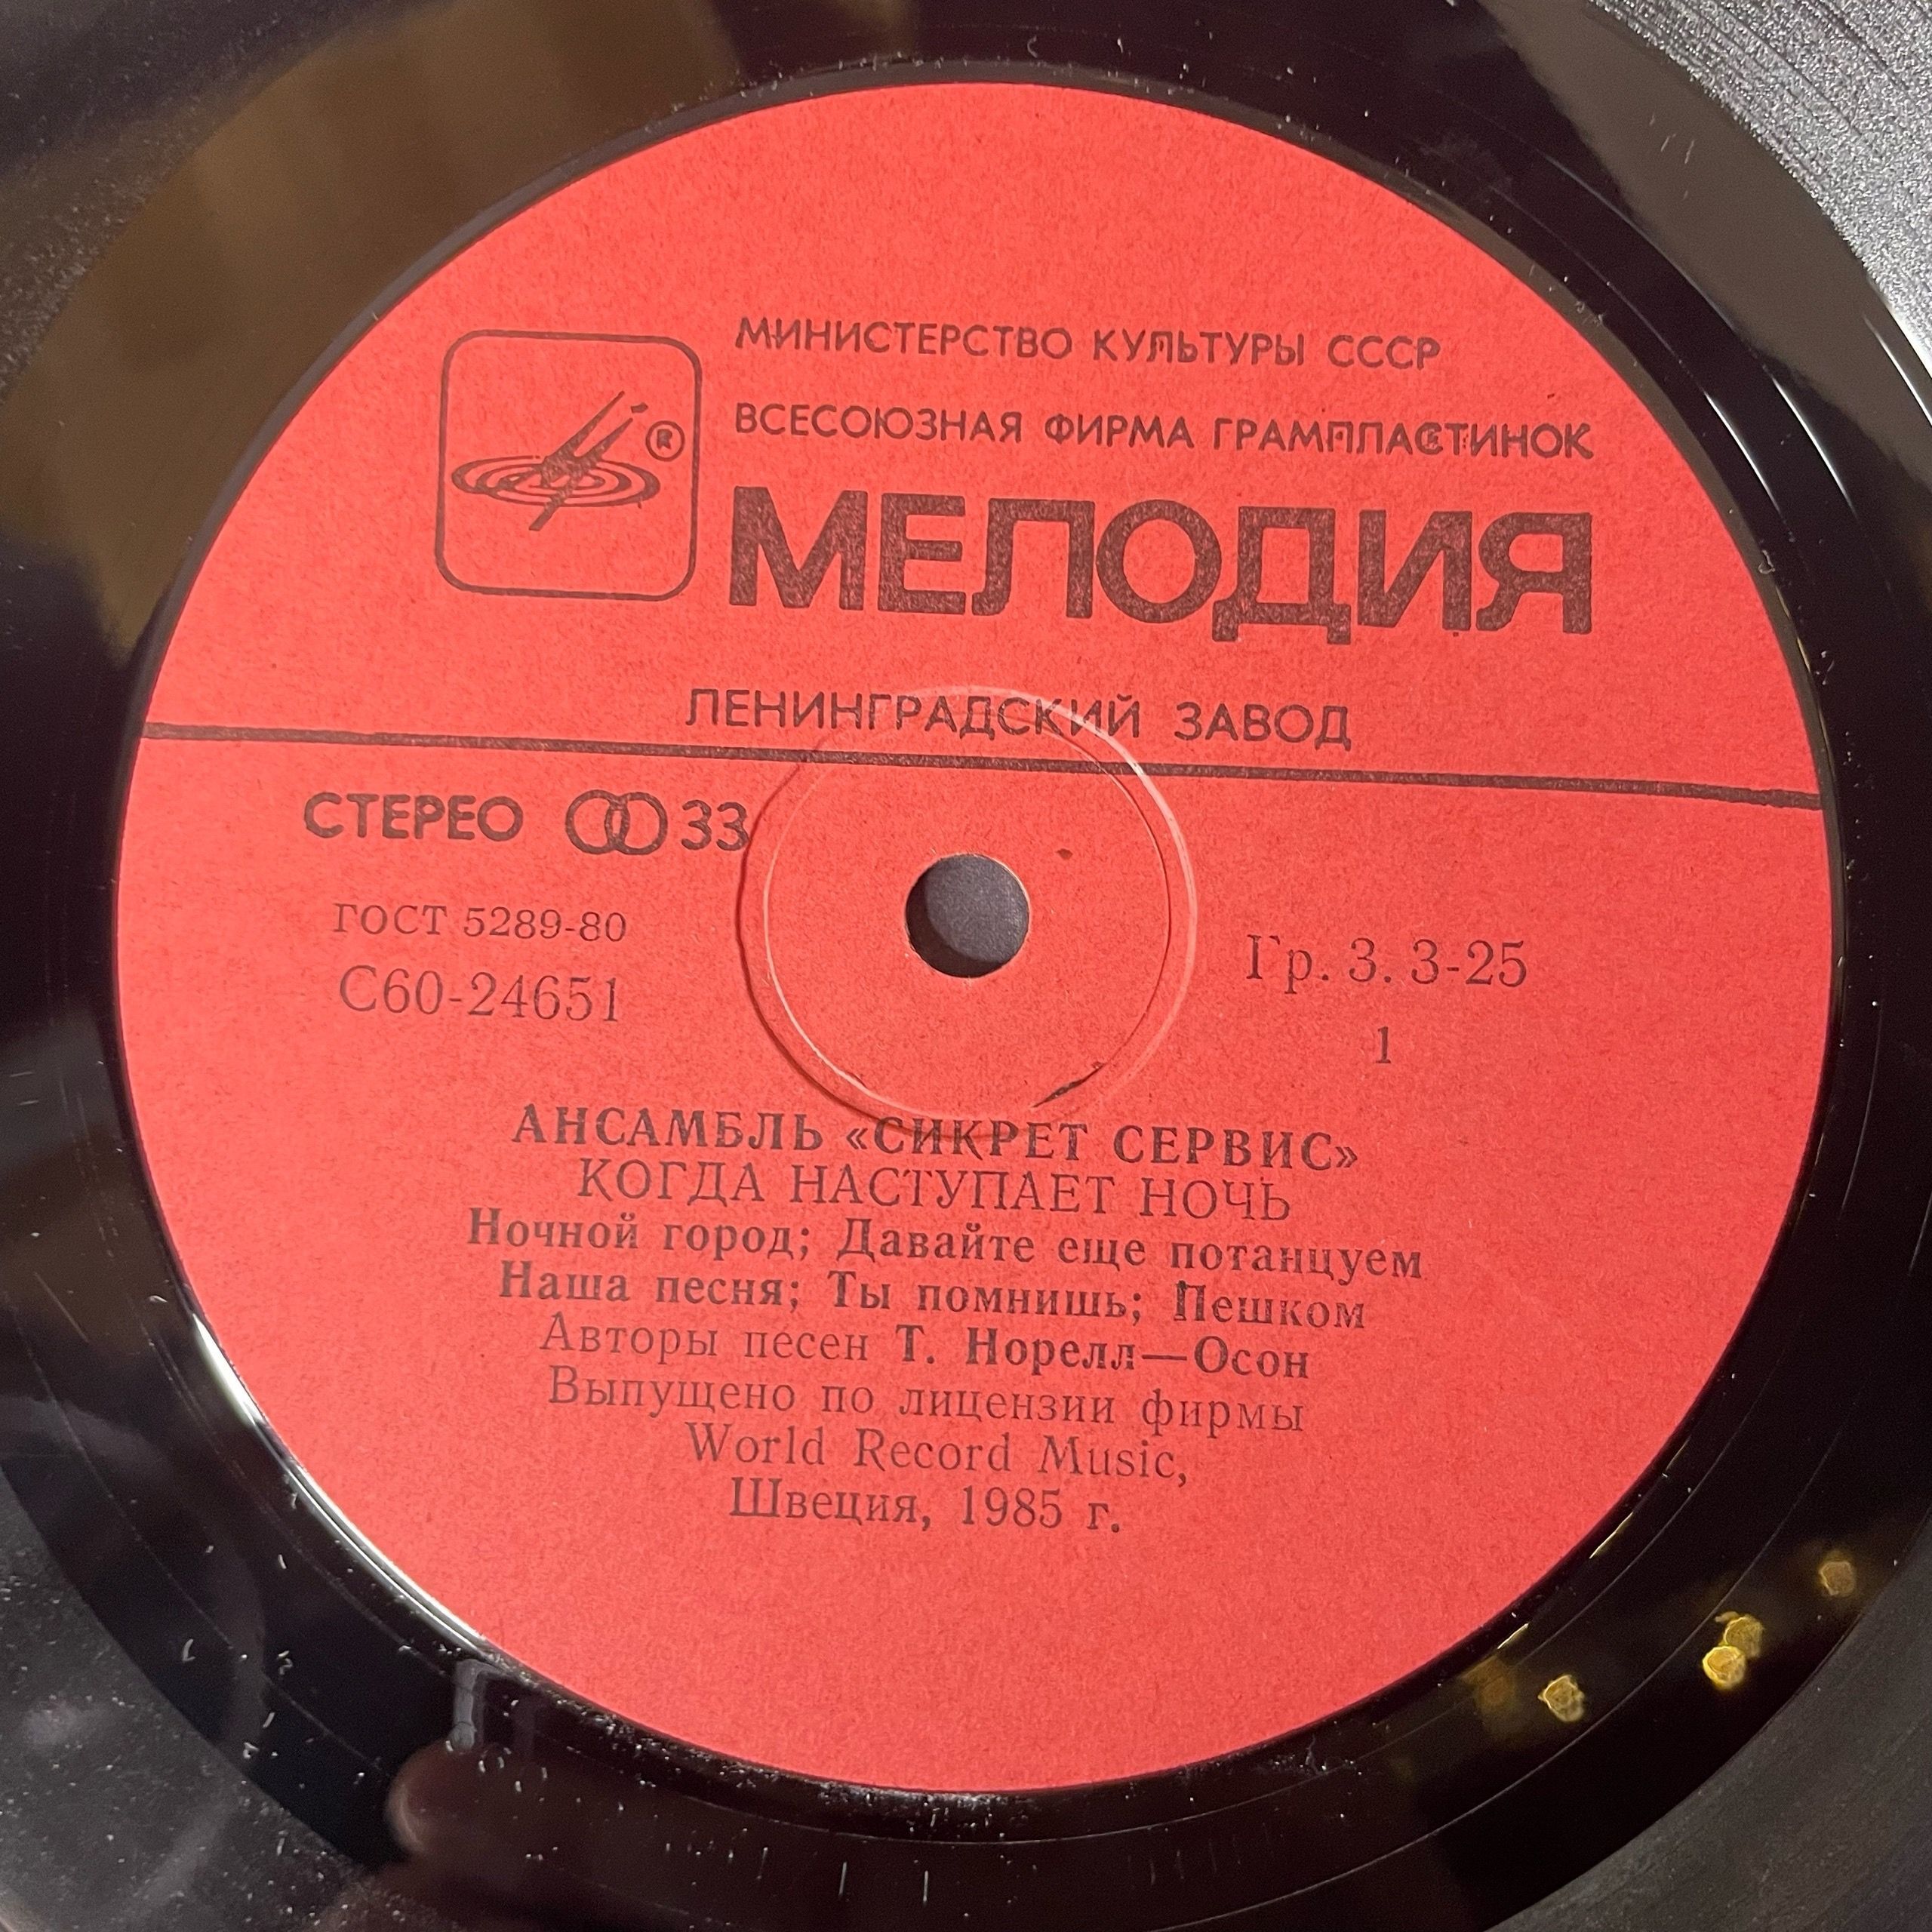 МИНИСТЕРСТВО КУЛЬТУРЫ СССР
ВСЕСОЮЗНАЯ ФИРМА ГРАМПЛАСТИНОК
®
МЕЛОДИЯ
ЛЕНИНГРАДСКИЙ ЗАВОД
СТЕРЕО 33
ГОСТ 5289-80
С60-24651
Гр. 3. 3-25
1
АНСАМБЛЬ «СИКРЕТ СЕРВИС»
КОГДА НАСТУПАЕТ НОЧЬ
Ночной город; Давайте еще потанцуем
Наша песня; Ты помнишь; Пешком
Авторы песен Т. Норелл—Осон
Выпущено по лицензии фирмы
World Record Music,
Швеция, 1985 г.